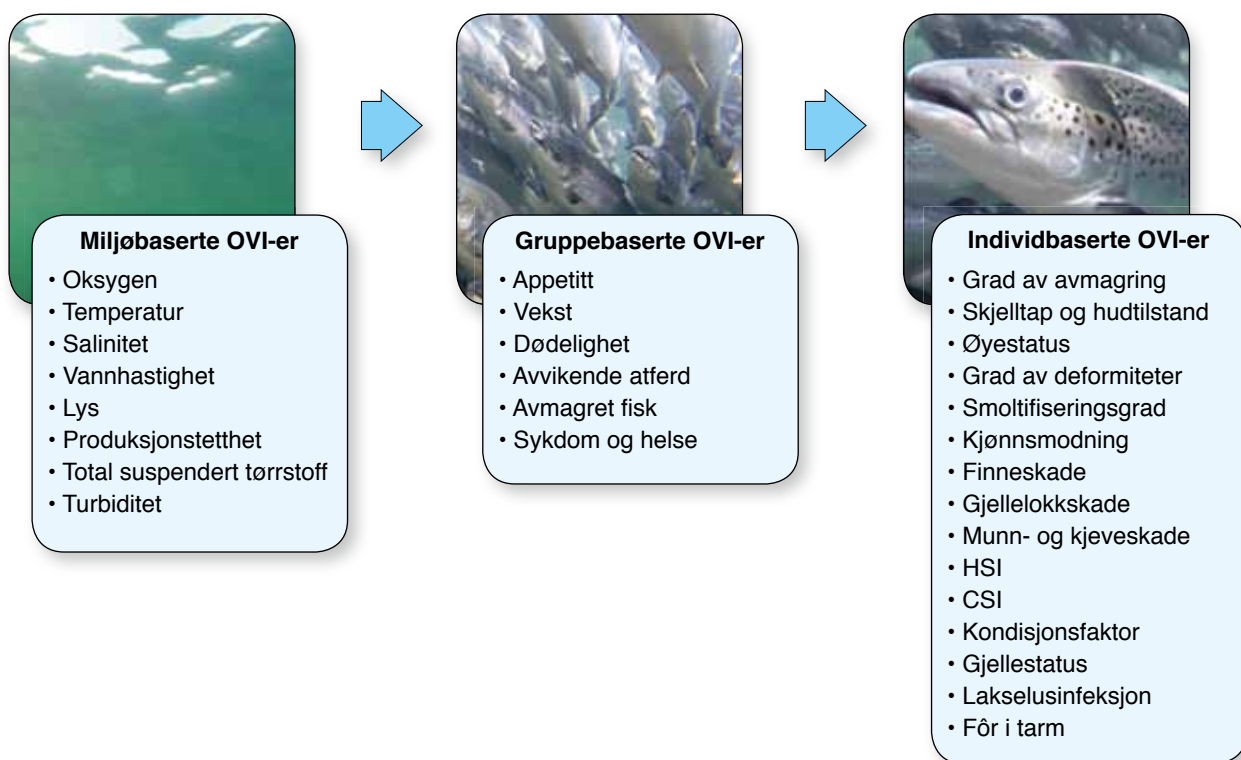 Miljøbaserte OVI-er
• Oksygen
• Temperatur
• Salinitet
• Vannhastighet
• Lys
• Produksjonstetthet
• Total suspendert tørrstoff
• Turbiditet
Gruppebaserte OVI-er
• Appetitt
• Vekst
• Dødelighet
• Avvikende atferd
• Avmagret fisk
• Sykdom og helse
Individbaserte OVI-er
• Grad av avmagring
• Skjelltap og hudtilstand
• Øyestatus
• Grad av deformiteter
• Smoltifiseringsgrad
• Kjønnsmodning
• Finneskade
• Gjellelokkskade
• Munn- og kjeveskade
• HSI
• CSI
• Kondisjonsfaktor
• Gjellestatus
• Lakselusinfeksjon
• Fôr i tarm